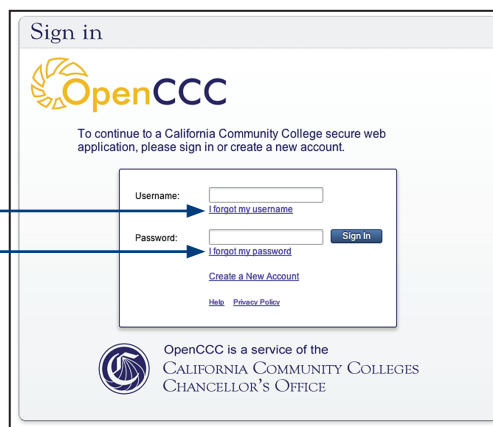 Sign in
OpenCCC
To continue to a California Community College secure web
application, please sign in or create a new account.
Username:
I forgot my username
Password:
Sign In
I forgot my password
Create a New Account
Help Privacy Policy
OpenCCC is a service of the
CALIFORNIA COMMUNITY COLLEGES
CHANCELLOR'S OFFICE